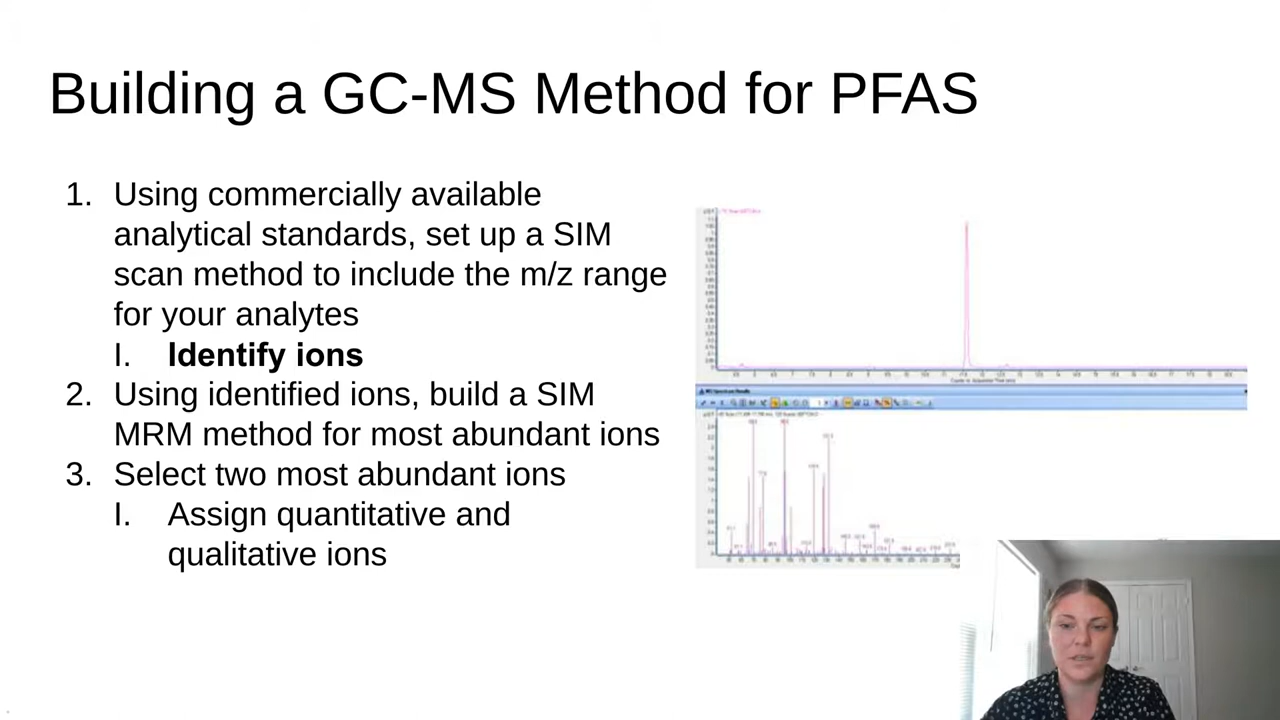 Building a GC-MS Method for PFAS
1. Using commercially available
analytical standards, set up a SIM
scan method to include the m/z range
for your analytes
I. Identify ions
2. Using identified ions, build a SIM
MRM method for most abundant ions
3. Select two most abundant ions
I. Assign quantitative and
qualitative ions